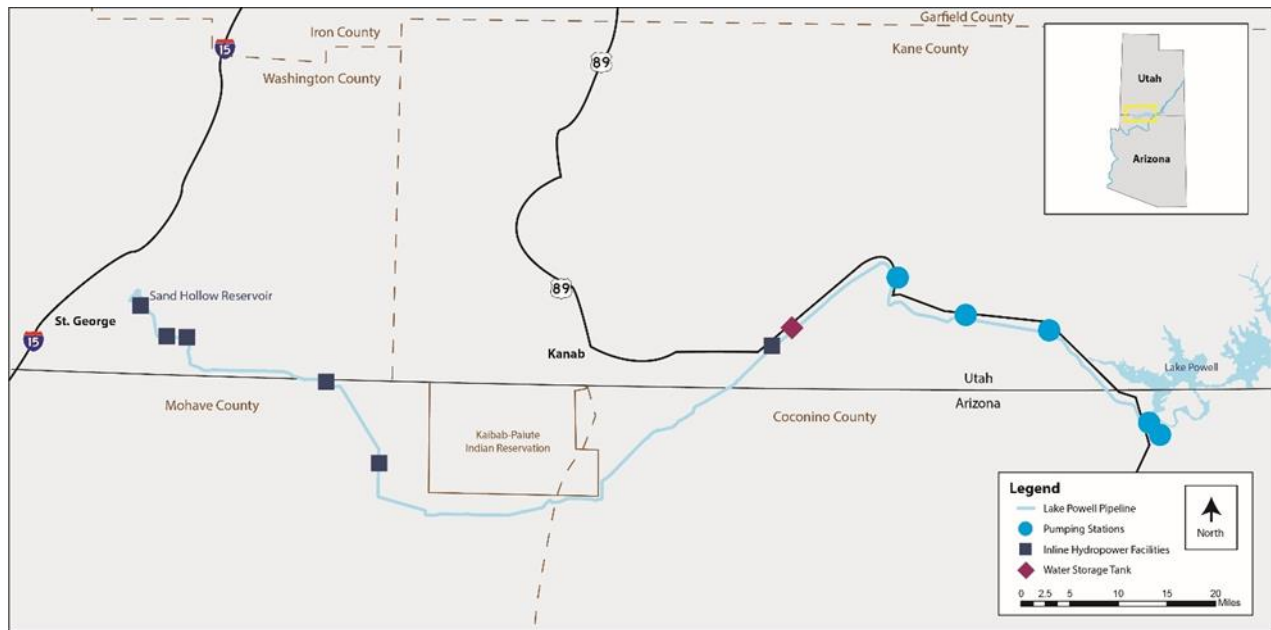 Garfield County
Iron County
15
Kane County
89
Washington County
Utah
Arizona
89
Sand Hollow Reservoir
St. George
15
Kanab
Lake Powell
Utah
Arizona
Mohave County
Coconino County
Kaibab-Paiute
Indian Reservation
Legend
Lake Powell Pipeline
Pumping Stations
Inline Hydropower Facilities
Water Storage Tank
North
0 2.5 5 10 15 20
Miles